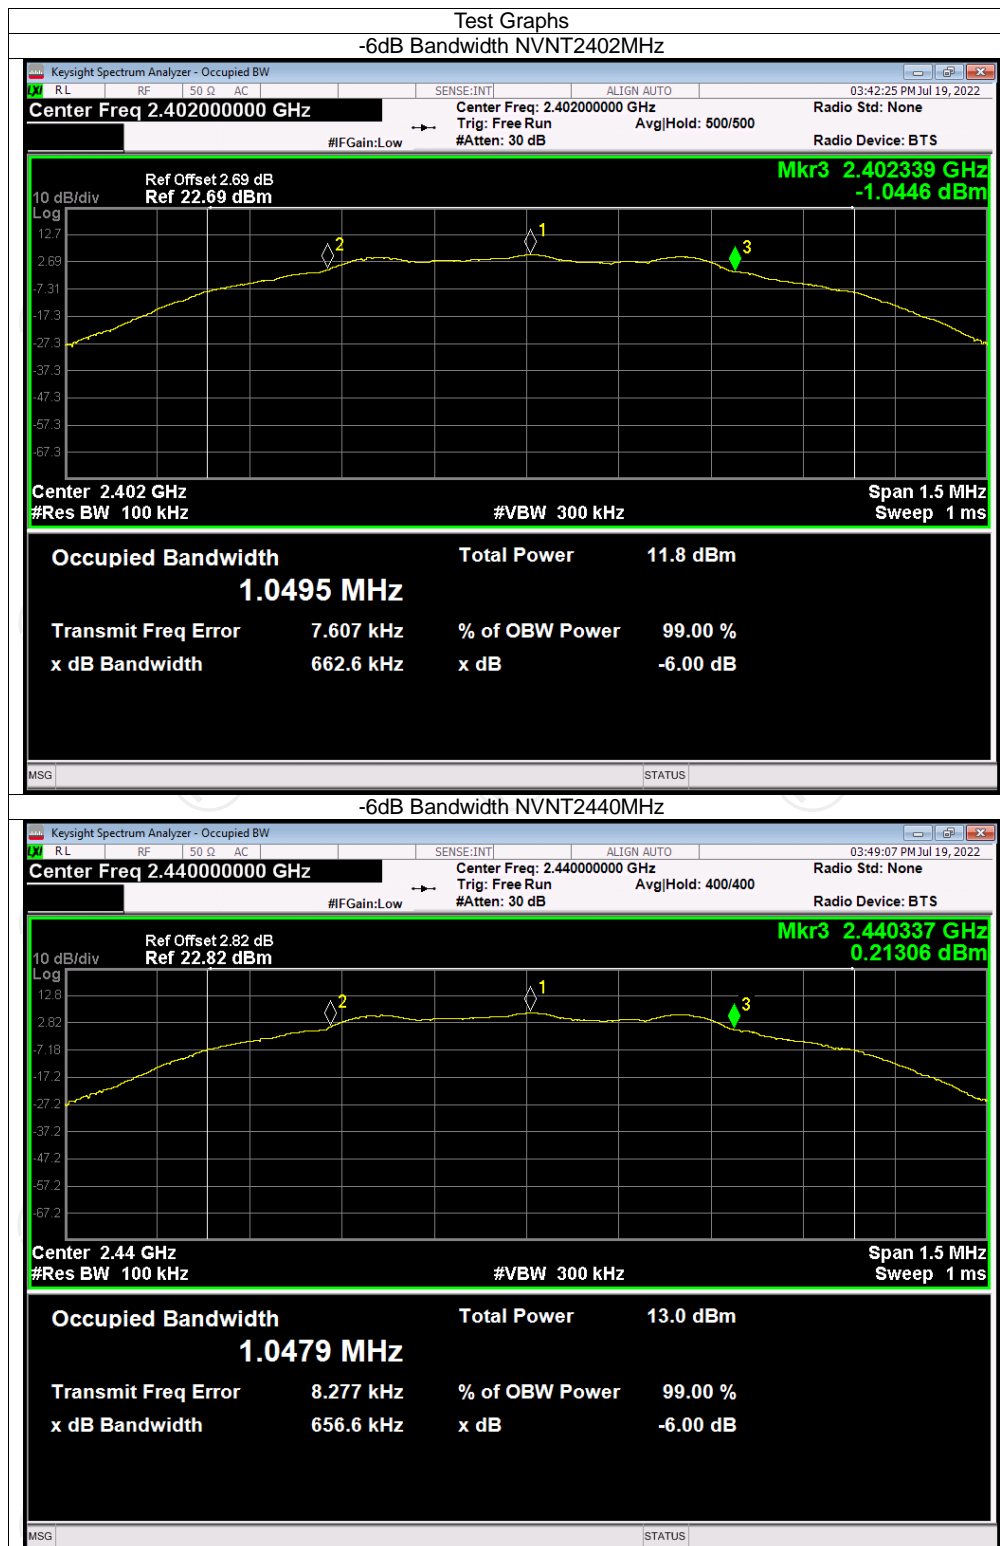 Test Graphs
-6dB Bandwidth NVNT2402MHz
Keysight Spectrum Analyzer - Occupied BW
LXI RL RF 50 Ω AC SENSE:INT ALIGN AUTO 03:42:25 PM Jul 19, 2022
Center Freq 2.402000000 GHz Center Freq: 2.402000000 GHz Radio Std: None
Trig: Free Run Avg|Hold: 500/500
#IFGain:Low #Atten: 30 dB Radio Device: BTS
Mkr3 2.402339 GHz
Ref Offset 2.69 dB
-1.0446 dBm
10 dB/div Ref 22.69 dBm
Log
12.7
2.69
-7.31
-17.3
-27.3
-37.3
-47.3
-57.3
-67.3
2
1
3
Center 2.402 GHz Span 1.5 MHz
#Res BW 100 kHz #VBW 300 kHz Sweep 1 ms
Occupied Bandwidth Total Power 11.8 dBm
1.0495 MHz
Transmit Freq Error 7.607 kHz % of OBW Power 99.00 %
x dB Bandwidth 662.6 kHz x dB -6.00 dB
MSG STATUS
-6dB Bandwidth NVNT2440MHz
Keysight Spectrum Analyzer - Occupied BW
LXI RL RF 50 Ω AC SENSE:INT ALIGN AUTO 03:49:07 PM Jul 19, 2022
Center Freq 2.440000000 GHz Center Freq: 2.440000000 GHz Radio Std: None
Trig: Free Run Avg|Hold: 400/400
#IFGain:Low #Atten: 30 dB Radio Device: BTS
Mkr3 2.440337 GHz
Ref Offset 2.82 dB
0.21306 dBm
10 dB/div Ref 22.82 dBm
Log
12.8
2.82
-7.18
-17.2
-27.2
-37.2
-47.2
-57.2
-67.2
2
1
3
Center 2.44 GHz Span 1.5 MHz
#Res BW 100 kHz #VBW 300 kHz Sweep 1 ms
Occupied Bandwidth Total Power 13.0 dBm
1.0479 MHz
Transmit Freq Error 8.277 kHz % of OBW Power 99.00 %
x dB Bandwidth 656.6 kHz x dB -6.00 dB
MSG STATUS